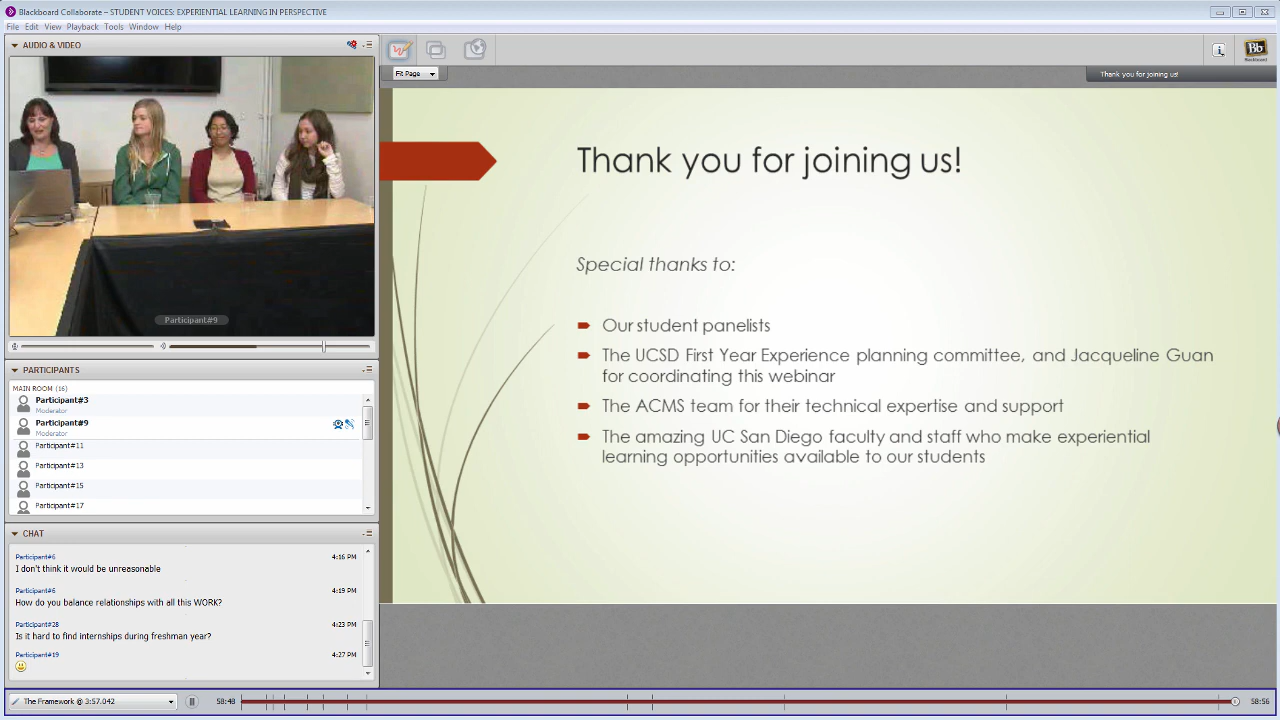 Blackboard Collaborate – STUDENT VOICES: EXPERIENTIAL LEARNING IN PERSPECTIVE
File Edit View Playback Tools Window Help
AUDIO & VIDEO
Participant#9
PARTICIPANTS
MAIN ROOM (16)
Participant#3
Moderator
Participant#9
Moderator
Participant#11
Participant#13
Participant#15
Participant#17
CHAT
Participant#6 4:16 PM
I don't think it would be unreasonable
Participant#6 4:19 PM
How do you balance relationships with all this WORK?
Participant#28 4:23 PM
Is it hard to find internships during freshman year?
Participant#19 4:27 PM
Fit Page
Bb
Blackboard
Thank you for joining us!
Thank you for joining us!
Special thanks to:
Our student panelists
The UCSD First Year Experience planning committee, and Jacqueline Guan
for coordinating this webinar
The ACMS team for their technical expertise and support
The amazing UC San Diego faculty and staff who make experiential
learning opportunities available to our students
The Framework @ 3:57.042
58:48
58:56